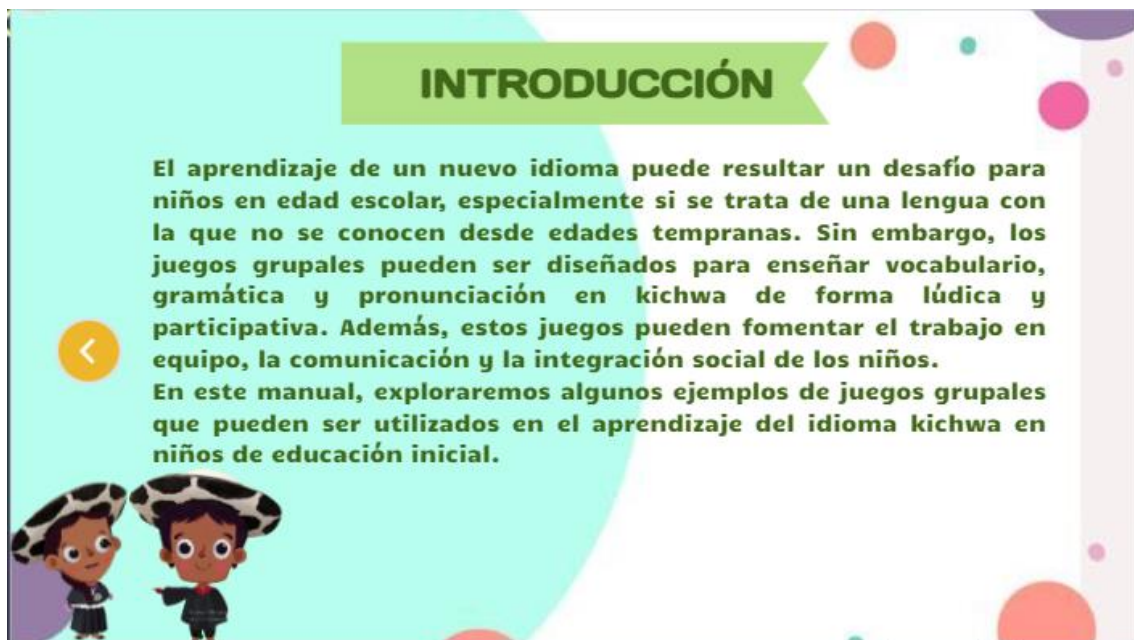 INTRODUCCIÓN
El aprendizaje de un nuevo idioma puede resultar un desafío para
niños en edad escolar, especialmente si se trata de una lengua con
la que no se conocen desde edades tempranas. Sin embargo, los
juegos grupales pueden ser diseñados para enseñar vocabulario,
gramática y pronunciación en kichwa de forma lúdica y
participativa. Además, estos juegos pueden fomentar el trabajo en
equipo, la comunicación y la integración social de los niños.
En este manual, exploraremos algunos ejemplos de juegos grupales
que pueden ser utilizados en el aprendizaje del idioma kichwa en
niños de educación inicial.